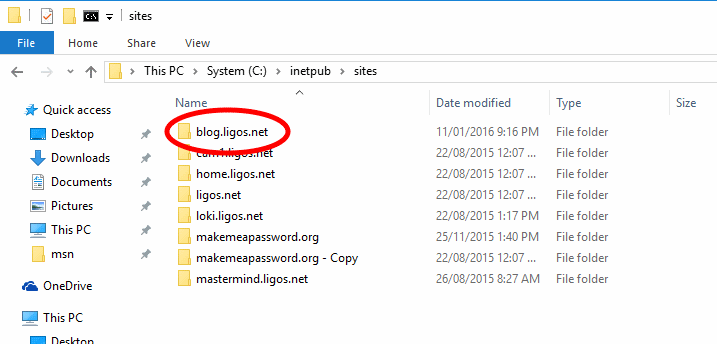 sites
File Home Share View
This PC System (C:) inetpub sites
Name Date modified Type Size
Quick access
Desktop
Downloads
Documents
Pictures
This PC
msn
OneDrive
This PC
Desktop
blog.ligos.net 11/01/2016 9:16 PM File folder
cam1.ligos.net 22/08/2015 12:07 ... File folder
home.ligos.net 22/08/2015 12:07 ... File folder
ligos.net 22/08/2015 12:07 ... File folder
loki.ligos.net 22/08/2015 1:17 PM File folder
makemeapassword.org 25/11/2015 1:40 PM File folder
makemeapassword.org - Copy 22/08/2015 12:07 ... File folder
mastermind.ligos.net 26/08/2015 8:27 AM File folder